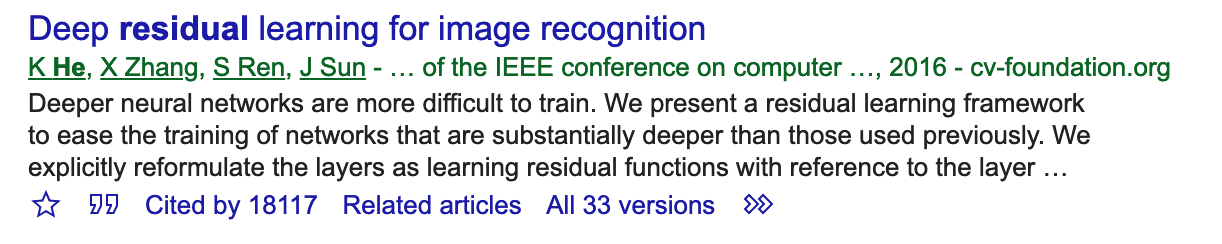 Deep residual learning for image recognition
K He, X Zhang, S Ren, J Sun - … of the IEEE conference on computer …, 2016 - cv-foundation.org
Deeper neural networks are more difficult to train. We present a residual learning framework
to ease the training of networks that are substantially deeper than those used previously. We
explicitly reformulate the layers as learning residual functions with reference to the layer …
Cited by 18117 Related articles All 33 versions